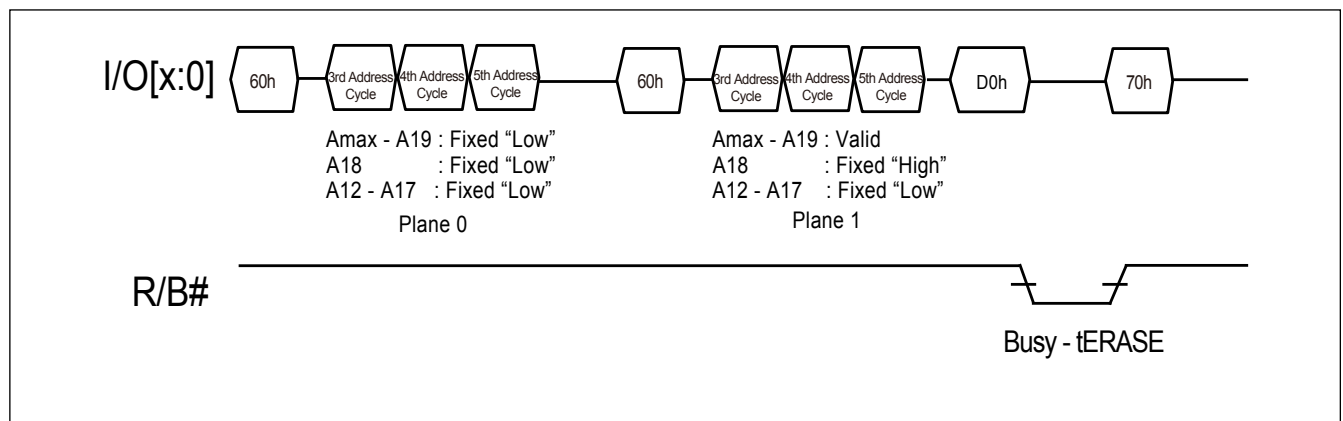 I/O[x:0]
60h
3rd Address Cycle
4th Address Cycle
5th Address Cycle
60h
3rd Address Cycle
4th Address Cycle
5th Address Cycle
D0h
70h
Amax - A19 : Fixed “Low”
A18 : Fixed “Low”
A12 - A17 : Fixed “Low”
Plane 0
Amax - A19 : Valid
A18 : Fixed “High”
A12 - A17 : Fixed “Low”
Plane 1
R/B#
Busy - tERASE